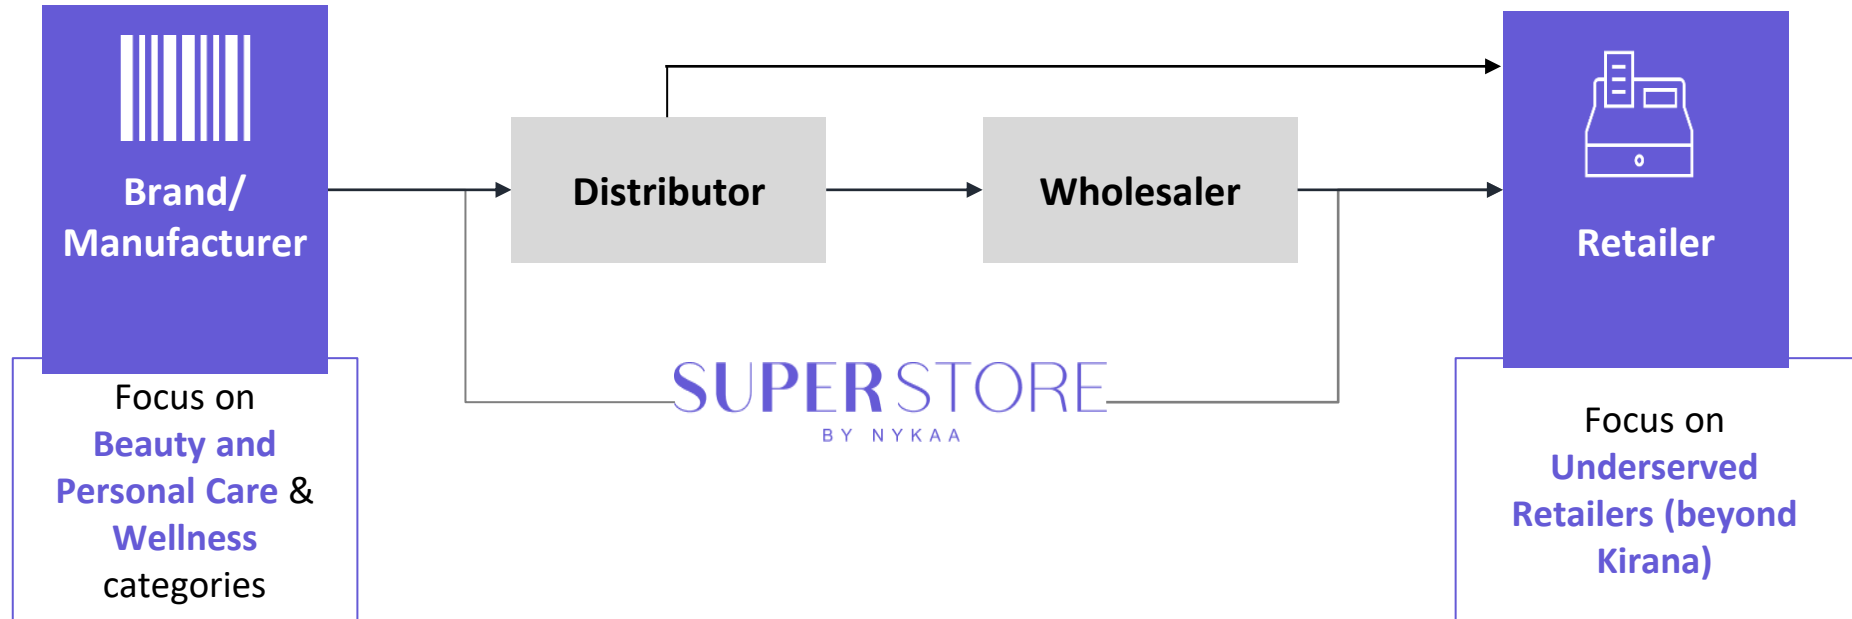 Brand/
Manufacturer
Distributor
Wholesaler
Retailer
SUPERSTORE
BY NYKAA
Focus on
Beauty and
Personal Care &
Wellness
categories
Focus on
Underserved
Retailers (beyond
Kirana)